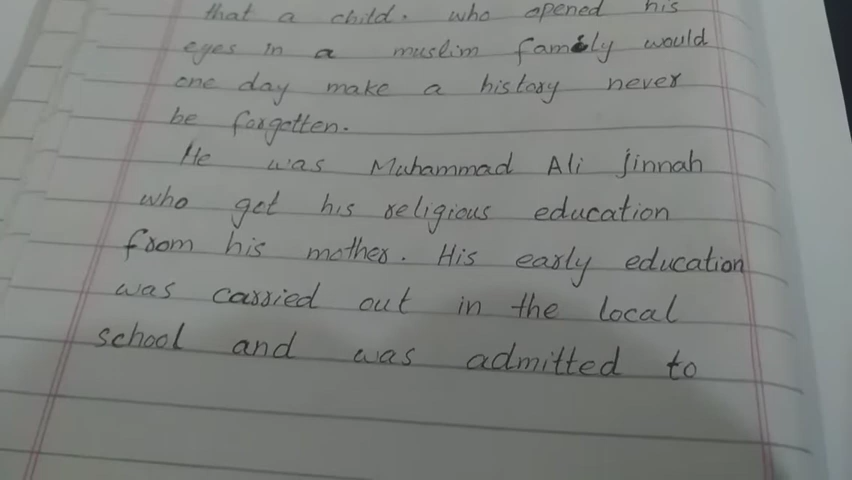 that a child. who opened his
eyes in a muslim family would
one day make a history never
be forgotten.
He was Muhammad Ali Jinnah
who get his religious education
from his mother. His early education
was carried out in the local
school and was admitted to